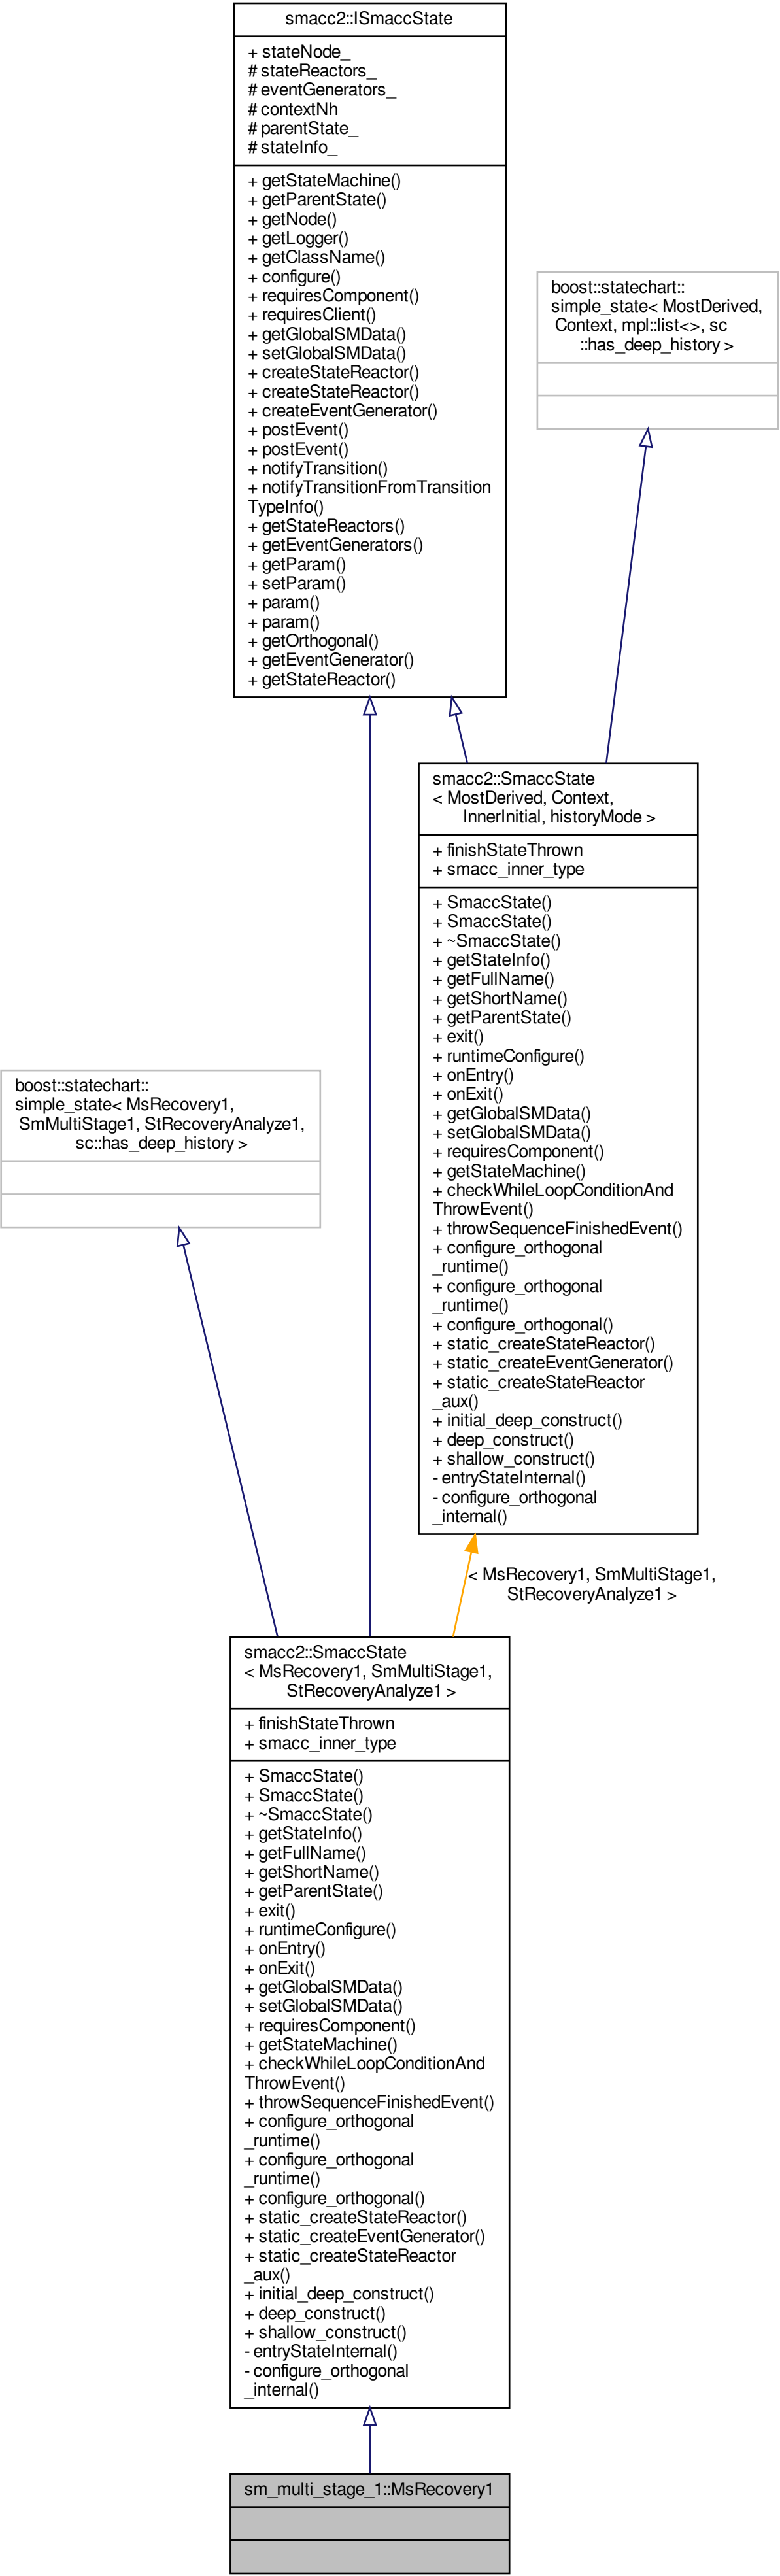 smacc2::ISmaccState
+ stateNode_
# stateReactors_
# eventGenerators_
# contextNh
# parentState_
# stateInfo_
+ getStateMachine()
+ getParentState()
+ getNode()
+ getLogger()
+ getClassName()
+ configure()
+ requiresComponent()
+ requiresClient()
+ getGlobalSMData()
+ setGlobalSMData()
+ createStateReactor()
+ createStateReactor()
+ createEventGenerator()
+ postEvent()
+ postEvent()
+ notifyTransition()
+ notifyTransitionFromTransition
TypeInfo()
+ getStateReactors()
+ getEventGenerators()
+ getParam()
+ setParam()
+ param()
+ param()
+ getOrthogonal()
+ getEventGenerator()
+ getStateReactor()
boost::statechart::
simple_state< MostDerived,
Context, mpl::list<>, sc
::has_deep_history >
smacc2::SmaccState
< MostDerived, Context,
InnerInitial, historyMode >
+ finishStateThrown
+ smacc_inner_type
+ SmaccState()
+ SmaccState()
+ ~SmaccState()
+ getStateInfo()
+ getFullName()
+ getShortName()
+ getParentState()
+ exit()
+ runtimeConfigure()
+ onEntry()
+ onExit()
+ getGlobalSMData()
+ setGlobalSMData()
+ requiresComponent()
+ getStateMachine()
+ checkWhileLoopConditionAnd
ThrowEvent()
+ throwSequenceFinishedEvent()
+ configure_orthogonal
_runtime()
+ configure_orthogonal
_runtime()
+ configure_orthogonal()
+ static_createStateReactor()
+ static_createEventGenerator()
+ static_createStateReactor
_aux()
+ initial_deep_construct()
+ deep_construct()
+ shallow_construct()
- entryStateInternal()
- configure_orthogonal
_internal()
boost::statechart::
simple_state< MsRecovery1,
SmMultiStage1, StRecoveryAnalyze1,
sc::has_deep_history >
< MsRecovery1, SmMultiStage1,
StRecoveryAnalyze1 >
smacc2::SmaccState
< MsRecovery1, SmMultiStage1,
StRecoveryAnalyze1 >
+ finishStateThrown
+ smacc_inner_type
+ SmaccState()
+ SmaccState()
+ ~SmaccState()
+ getStateInfo()
+ getFullName()
+ getShortName()
+ getParentState()
+ exit()
+ runtimeConfigure()
+ onEntry()
+ onExit()
+ getGlobalSMData()
+ setGlobalSMData()
+ requiresComponent()
+ getStateMachine()
+ checkWhileLoopConditionAnd
ThrowEvent()
+ throwSequenceFinishedEvent()
+ configure_orthogonal
_runtime()
+ configure_orthogonal
_runtime()
+ configure_orthogonal()
+ static_createStateReactor()
+ static_createEventGenerator()
+ static_createStateReactor
_aux()
+ initial_deep_construct()
+ deep_construct()
+ shallow_construct()
- entryStateInternal()
- configure_orthogonal
_internal()
sm_multi_stage_1::MsRecovery1